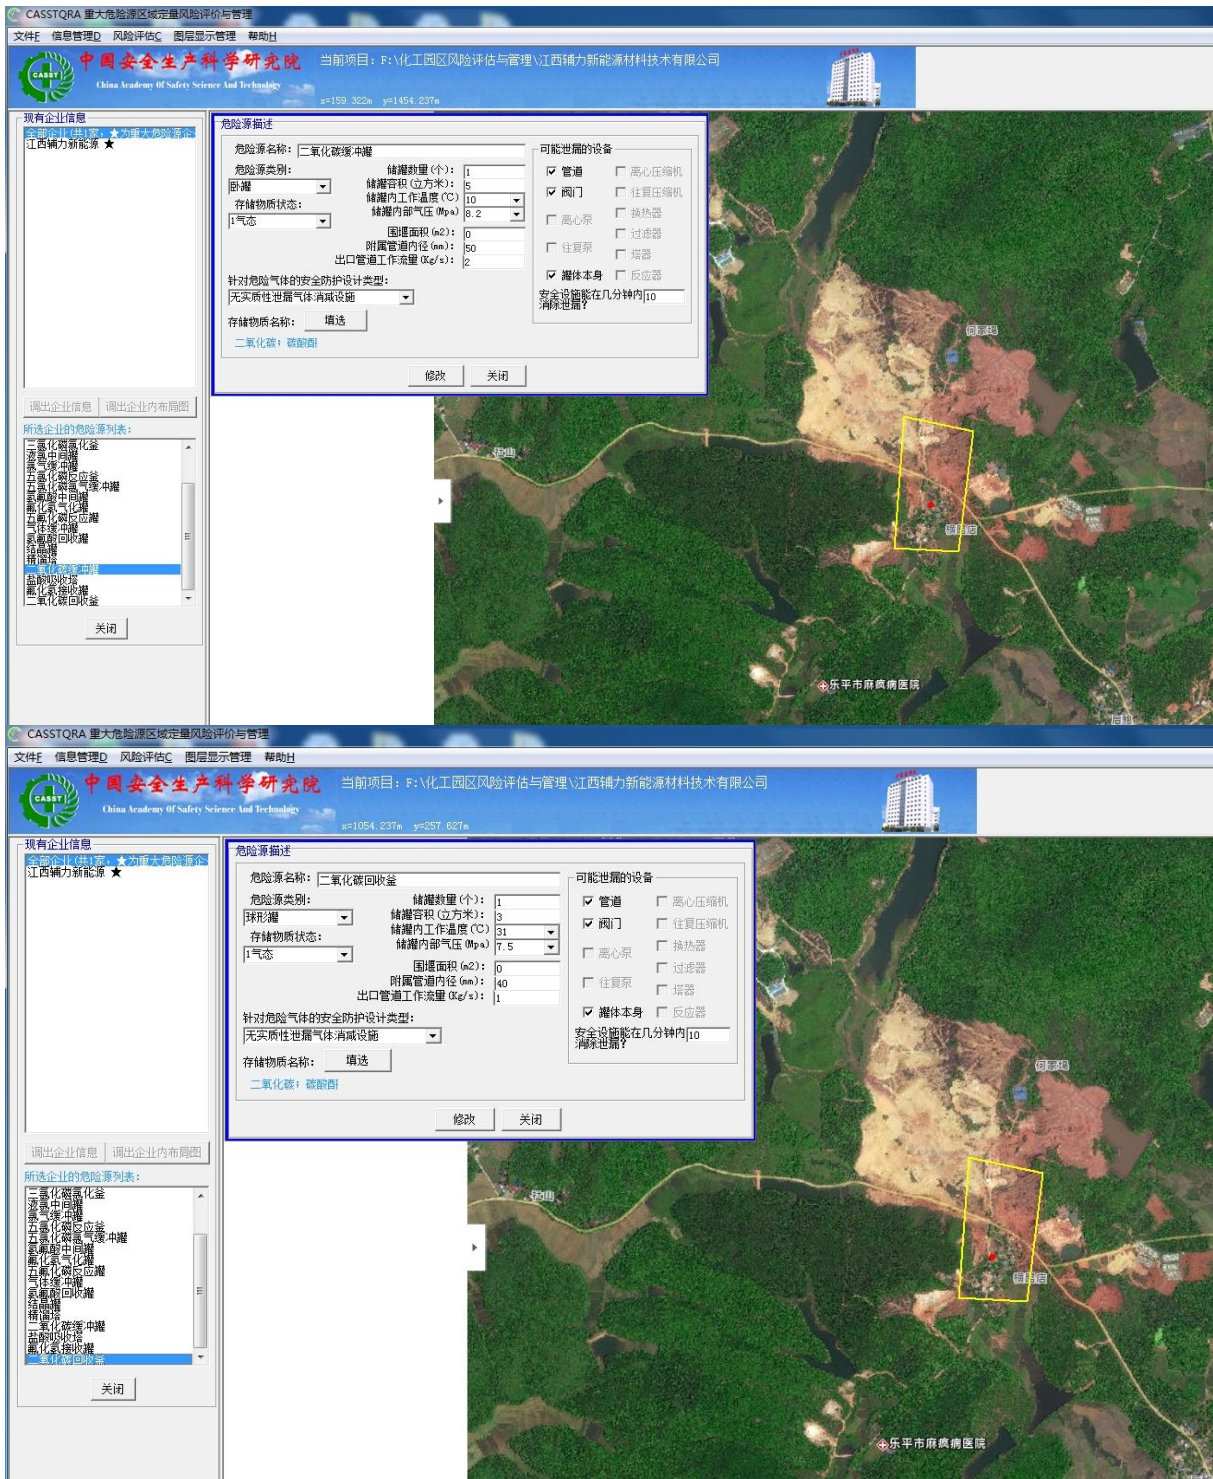 CASSTQRA 重大危险源区域定量风险评价与管理
文件F 信息管理D 风险评估C 图层显示管理 帮助H
CASST
中国安全生产科学研究院
China Academy Of Safety Science And Technology
当前项目: F:\化工园区风险评估与管理\江西辅力新能源材料技术有限公司
x=159.322m y=1454.237m
现有企业信息
全部企业(共1家,★为重大危险源企
江西辅力新能源 ★
调出企业信息 调出企业内布局图
所选企业的危险源列表:
三氯化磷氯化釜
液氯中间罐
氯气缓冲罐
五氯化磷反应釜
五氯化磷氯气缓冲罐
氢氟酸中间罐
氟化氢气化罐
五氟化磷反应罐
气体缓冲罐
氢氟酸回收罐
结晶罐
精馏塔
二氧化碳缓冲罐
盐酸吸收塔
氟化氢接收罐
二氧化碳回收釜
关闭
危险源描述
危险源名称: 二氧化碳缓冲罐
危险源类别:
卧罐
存储物质状态:
1气态
储罐数量(个): 1
储罐容积(立方米): 5
储罐内工作温度(℃) 10
储罐内部气压(Mpa) 8.2
围堰面积(m2): 0
附属管道内径(mm): 50
出口管道工作流量(Kg/s): 2
针对危险气体的安全防护设计类型:
无实质性泄漏气体消减设施
存储物质名称: 填选
二氧化碳; 碳酸酐
可能泄漏的设备
管道 离心压缩机
阀门 往复压缩机
离心泵 换热器
过滤器
往复泵 塔器
罐体本身 反应器
安全设施能在几分钟内消除泄漏? 10
修改 关闭
何家塢
横路店
乐平市麻疯病医院
CASSTQRA 重大危险源区域定量风险评价与管理
文件F 信息管理D 风险评估C 图层显示管理 帮助H
CASST
中国安全生产科学研究院
China Academy Of Safety Science And Technology
当前项目: F:\化工园区风险评估与管理\江西辅力新能源材料技术有限公司
x=1054.237m y=257.627m
现有企业信息
全部企业(共1家,★为重大危险源企
江西辅力新能源 ★
调出企业信息 调出企业内布局图
所选企业的危险源列表:
三氯化磷氯化釜
液氯中间罐
氯气缓冲罐
五氯化磷反应釜
五氯化磷氯气缓冲罐
氢氟酸中间罐
氟化氢气化罐
五氟化磷反应罐
气体缓冲罐
氢氟酸回收罐
结晶罐
精馏塔
二氧化碳缓冲罐
盐酸吸收塔
氟化氢接收罐
二氧化碳回收釜
关闭
危险源描述
危险源名称: 二氧化碳回收釜
危险源类别:
球形罐
存储物质状态:
1气态
储罐数量(个): 1
储罐容积(立方米): 3
储罐内工作温度(℃) 31
储罐内部气压(Mpa) 7.5
围堰面积(m2): 0
附属管道内径(mm): 40
出口管道工作流量(Kg/s): 1
针对危险气体的安全防护设计类型:
无实质性泄漏气体消减设施
存储物质名称: 填选
二氧化碳; 碳酸酐
可能泄漏的设备
管道 离心压缩机
阀门 往复压缩机
离心泵 换热器
过滤器
往复泵 塔器
罐体本身 反应器
安全设施能在几分钟内消除泄漏? 10
修改 关闭
何家塢
横路店
乐平市麻疯病医院